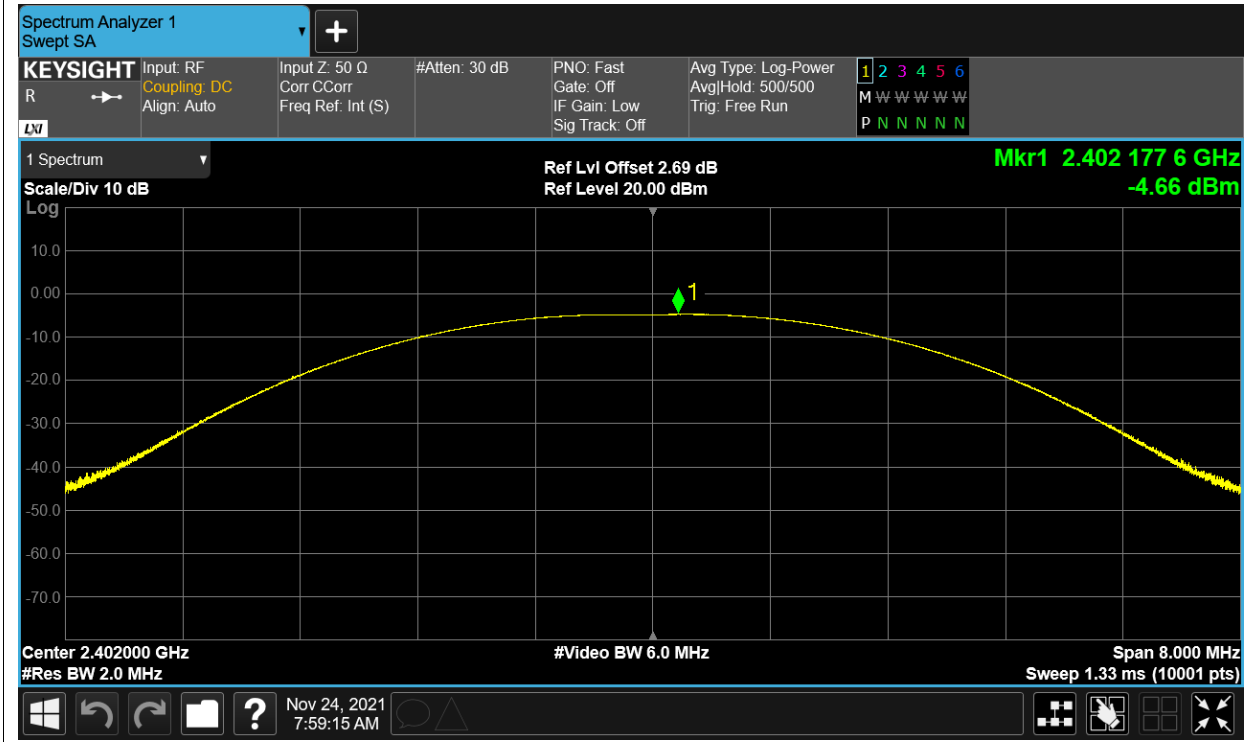 Spectrum Analyzer 1
Swept SA
KEYSIGHT
R
LXI
Input: RF
Coupling: DC
Align: Auto
Input Z: 50 Ω
Corr CCorr
Freq Ref: Int (S)
#Atten: 30 dB
PNO: Fast
Gate: Off
IF Gain: Low
Sig Track: Off
Avg Type: Log-Power
Avg|Hold: 500/500
Trig: Free Run
1 2 3 4 5 6
M W W W W W
P N N N N N
1 Spectrum
Scale/Div 10 dB
Log
Ref Lvl Offset 2.69 dB
Ref Level 20.00 dBm
Mkr1 2.402 177 6 GHz
-4.66 dBm
10.0
0.00
1
-10.0
-20.0
-30.0
-40.0
-50.0
-60.0
-70.0
Center 2.402000 GHz
#Video BW 6.0 MHz
Span 8.000 MHz
#Res BW 2.0 MHz
Sweep 1.33 ms (10001 pts)
?
Nov 24, 2021
7:59:15 AM